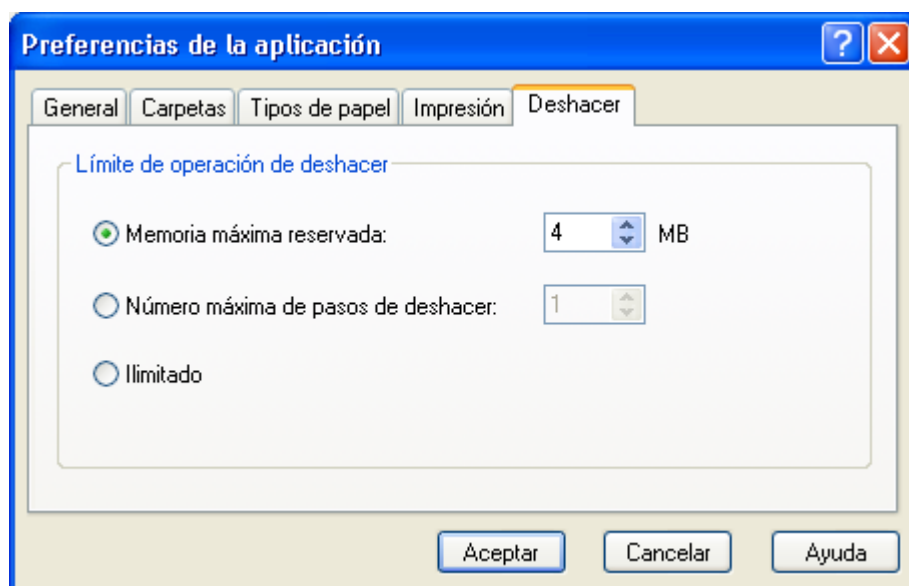 Preferencias de la aplicación
General Carpetas Tipos de papel Impresión Deshacer
Límite de operación de deshacer
Memoria máxima reservada: 4 MB
Número máxima de pasos de deshacer: 1
Ilimitado
Aceptar Cancelar Ayuda